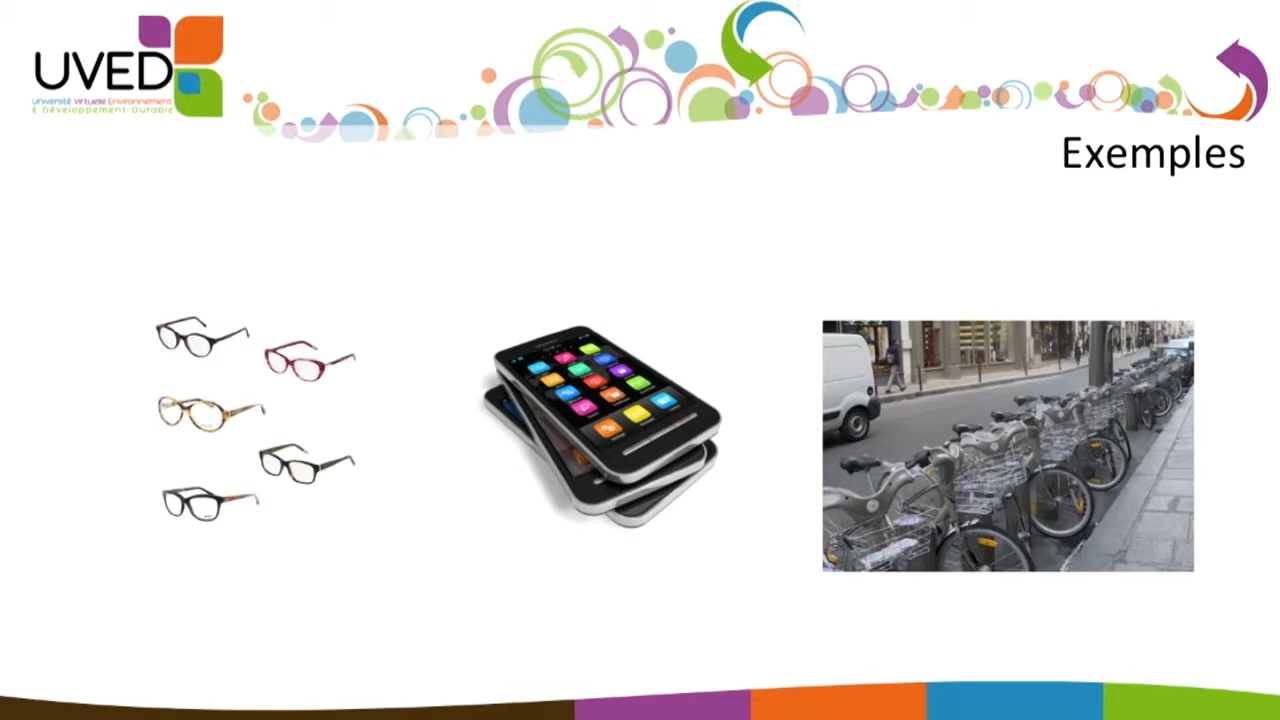 UVED
Université Virtuelle Environnement
& Développement Durable
Exemples